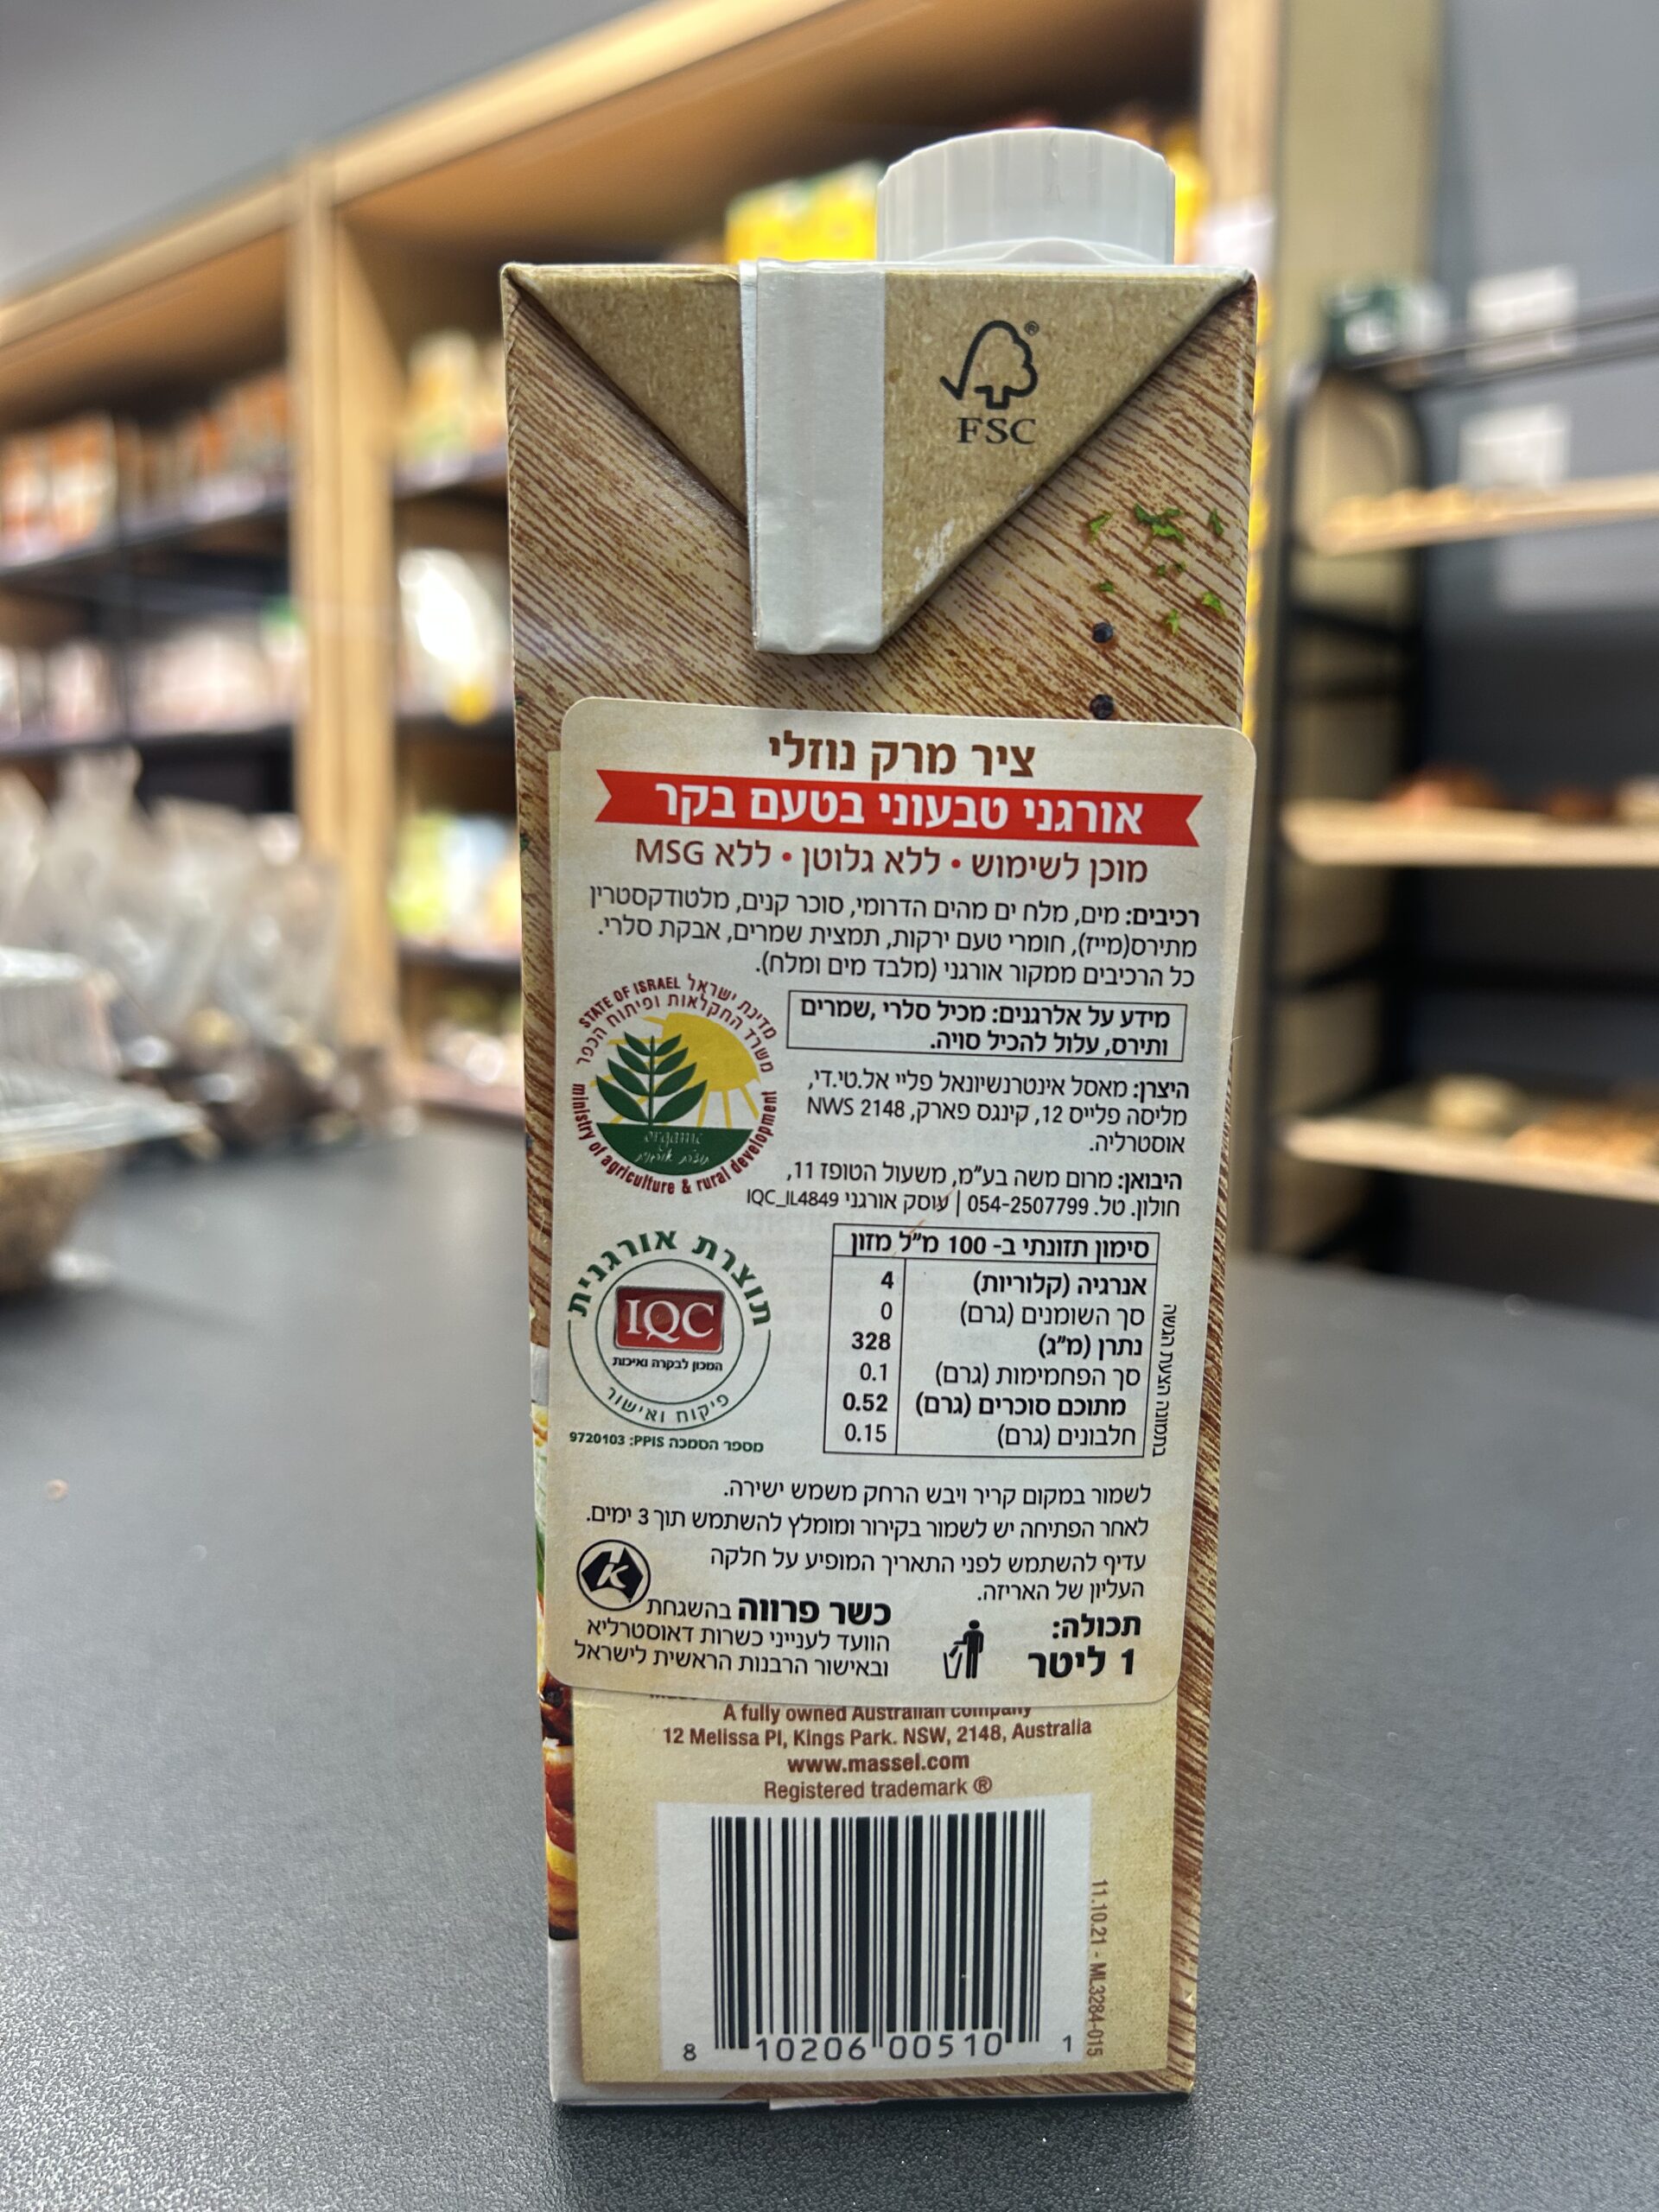 FSC®
ציר מרק נוזלי
אורגני טבעוני בטעם בקר
מוכן לשימוש • ללא גלוטן • ללא MSG
רכיבים: מים, מלח ים מהים הדרומי, סוכר קנים, מלטודקסטרין
מתירס(מייז), חומרי טעם ירקות, תמצית שמרים, אבקת סלרי.
כל הרכיבים ממקור אורגני (מלבד מים ומלח).
STATE OF ISRAEL מדינת ישראל
משרד החקלאות ופיתוח הכפר
organic
תוצרת אורגנית
ministry of agriculture & rural development
מידע על אלרגנים: מכיל סלרי ,שמרים
ותירס, עלול להכיל סויה.
היצרן: מאסל אינטרנשיונאל פליי אל.טי.די,
מליסה פלייס 12, קינגס פארק, NWS 2148
אוסטרליה.
היבואן: מרום משה בע"מ, משעול הטופז 11,
חולון. טל. 054-2507799 | עוסק אורגני IQC_IL4849
תוצרת אורגנית
IQC
המכון לבקרה ואיכות
פיקוח ואישור
מספר הסמכה PPIS: 9720103
סימון תזונתי ב- 100 מ"ל מזון
אנרגיה (קלוריות) 4
סך השומנים (גרם) 0
נתרן (מ"ג) 328
סך הפחמימות (גרם) 0.1
מתוכם סוכרים (גרם) 0.52
חלבונים (גרם) 0.15
בתמונה הצעת הגשה
לשמור במקום קריר ויבש הרחק משמש ישירה.
לאחר הפתיחה יש לשמור בקירור ומומלץ להשתמש תוך 3 ימים.
עדיף להשתמש לפני התאריך המופיע על חלקה
העליון של האריזה.
תכולה:
1 ליטר
K
כשר פרווה בהשגחת
הוועד לענייני כשרות דאוסטרליא
ובאישור הרבנות הראשית לישראל
A fully owned Australian company
12 Melissa Pl, Kings Park. NSW, 2148, Australia
www.massel.com
Registered trademark ®
8 10206 00510 1
11.10.21 - ML3284-015